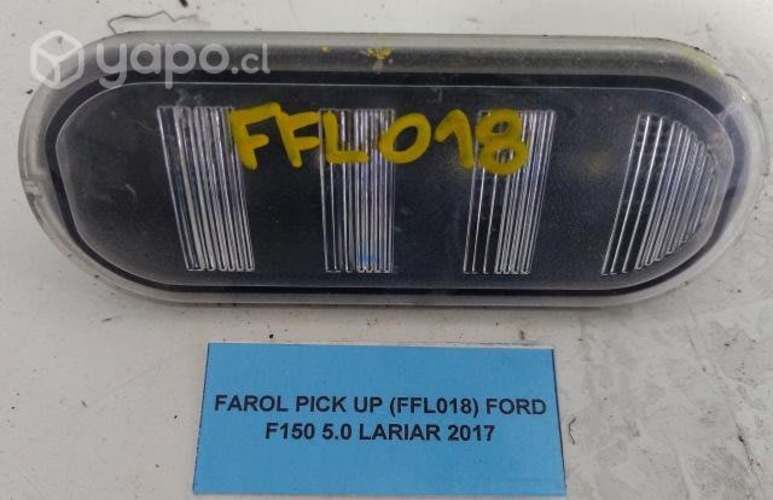 yapo.cl
FFL018
FAROL PICK UP (FFL018) FORD
F150 5.0 LARIAR 2017